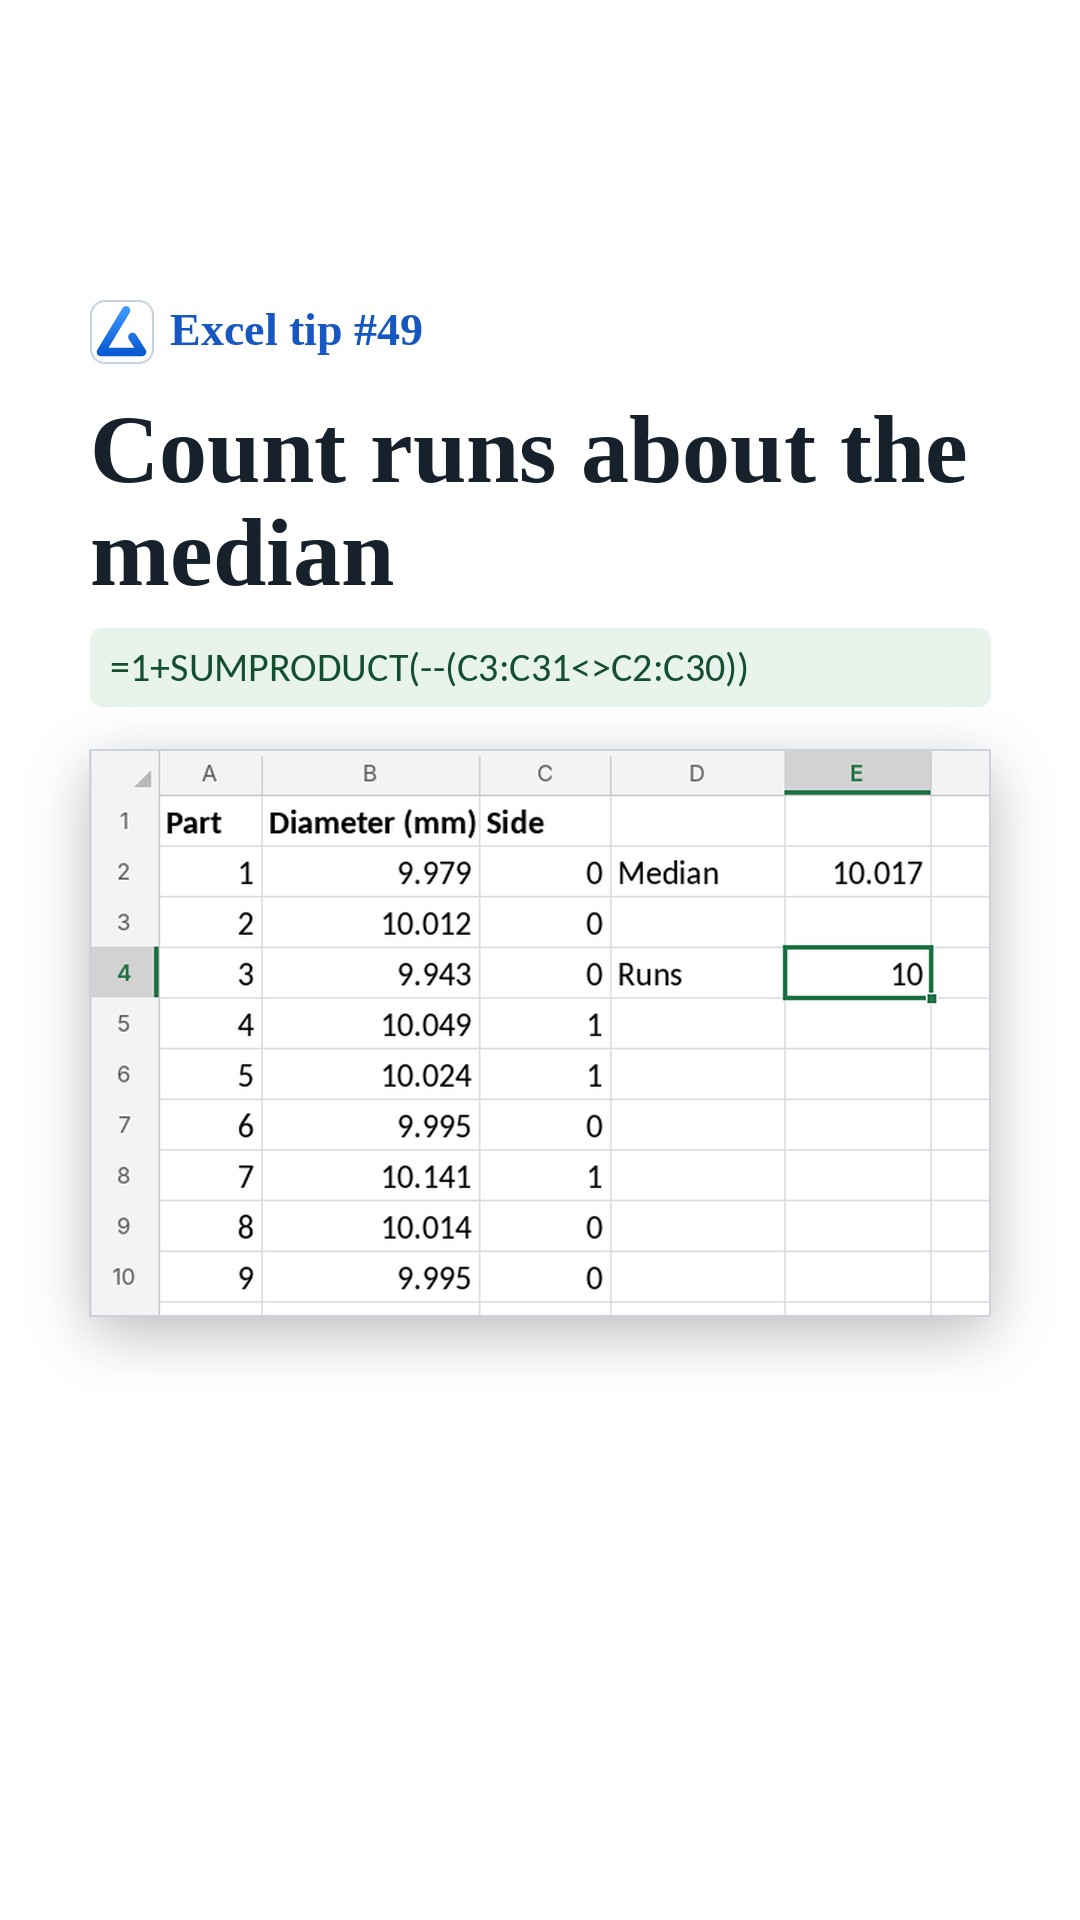 Excel tip #49
Count runs about the
median
=1+SUMPRODUCT(--(C3:C31<>C2:C30))
A B C D E
1 Part Diameter (mm) Side
2 1 9.979 0 Median 10.017
3 2 10.012 0
4 3 9.943 0 Runs 10
5 4 10.049 1
6 5 10.024 1
7 6 9.995 0
8 7 10.141 1
9 8 10.014 0
10 9 9.995 0